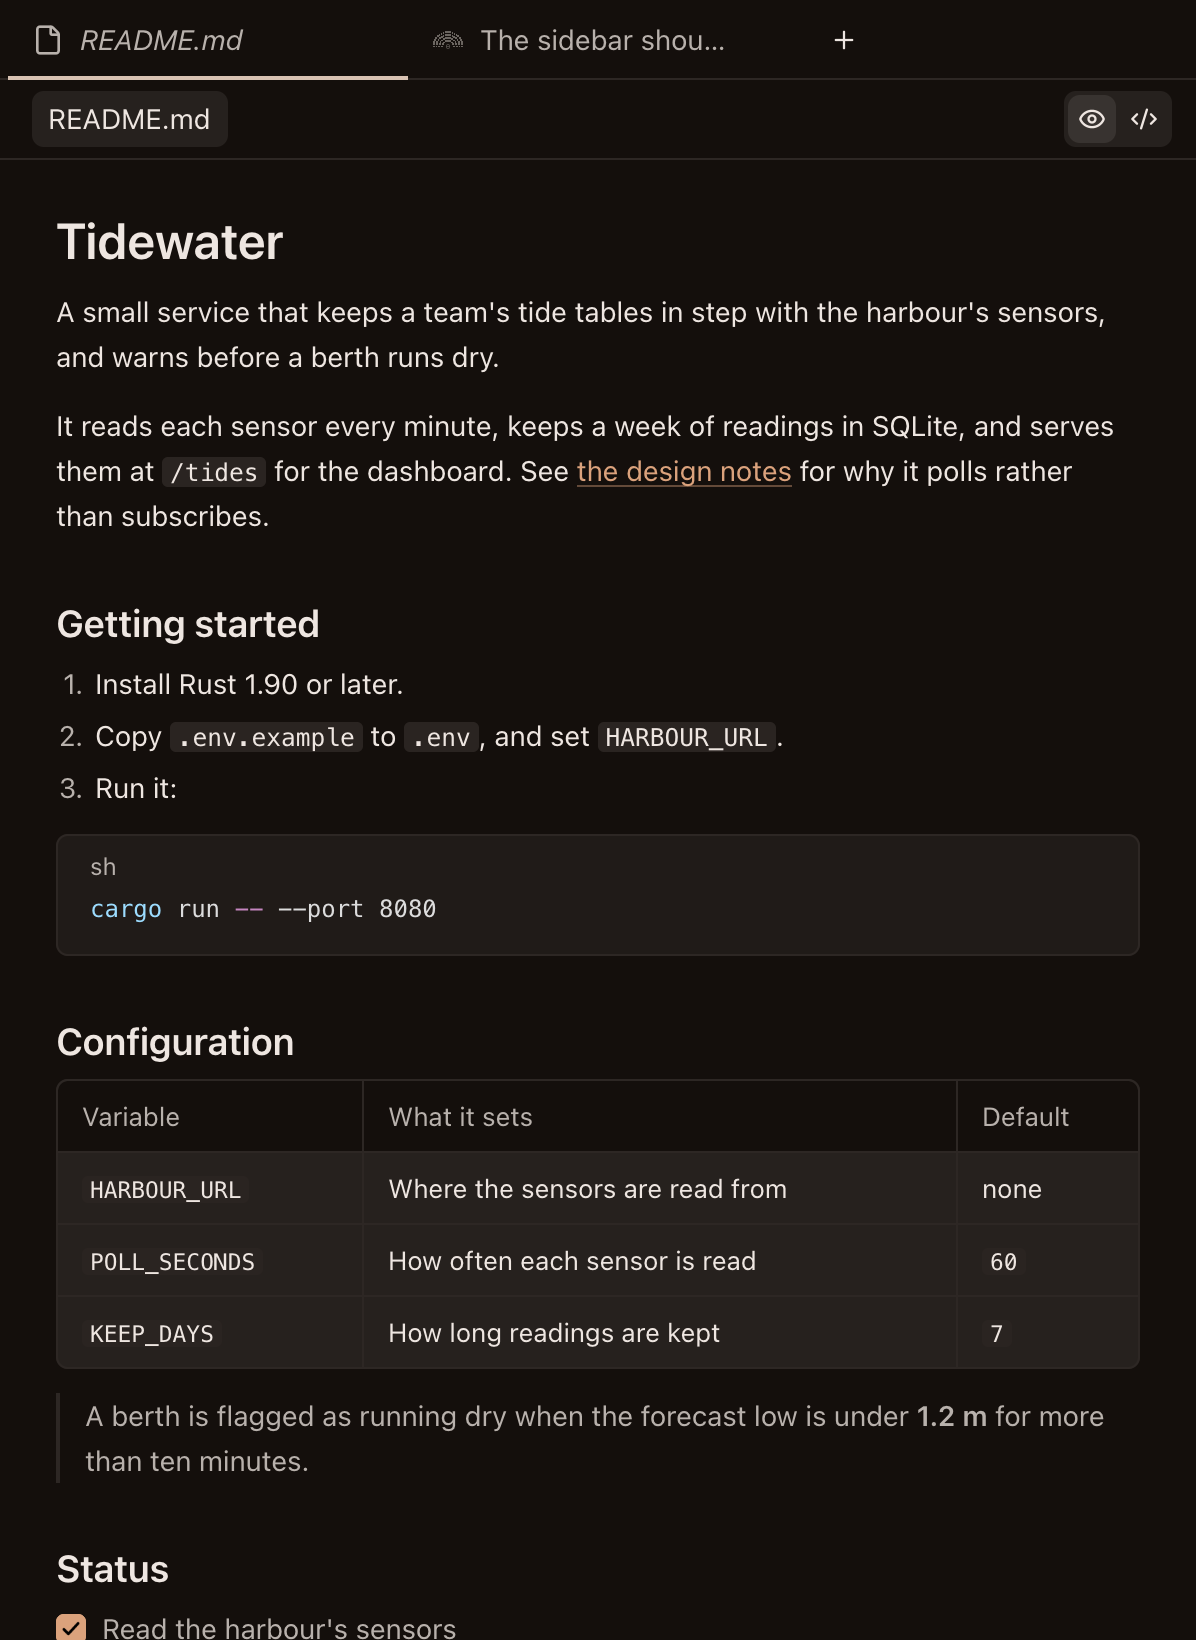 README.md
The sidebar shou...
+
README.md
</>
Tidewater
A small service that keeps a team's tide tables in step with the harbour's sensors,
and warns before a berth runs dry.
It reads each sensor every minute, keeps a week of readings in SQLite, and serves
them at /tides for the dashboard. See the design notes for why it polls rather
than subscribes.
Getting started
1. Install Rust 1.90 or later.
2. Copy .env.example to .env, and set HARBOUR_URL.
3. Run it:
sh
cargo run -- --port 8080
Configuration
Variable What it sets Default
HARBOUR_URL Where the sensors are read from none
POLL_SECONDS How often each sensor is read 60
KEEP_DAYS How long readings are kept 7
A berth is flagged as running dry when the forecast low is under 1.2 m for more
than ten minutes.
Status
Read the harbour's sensors